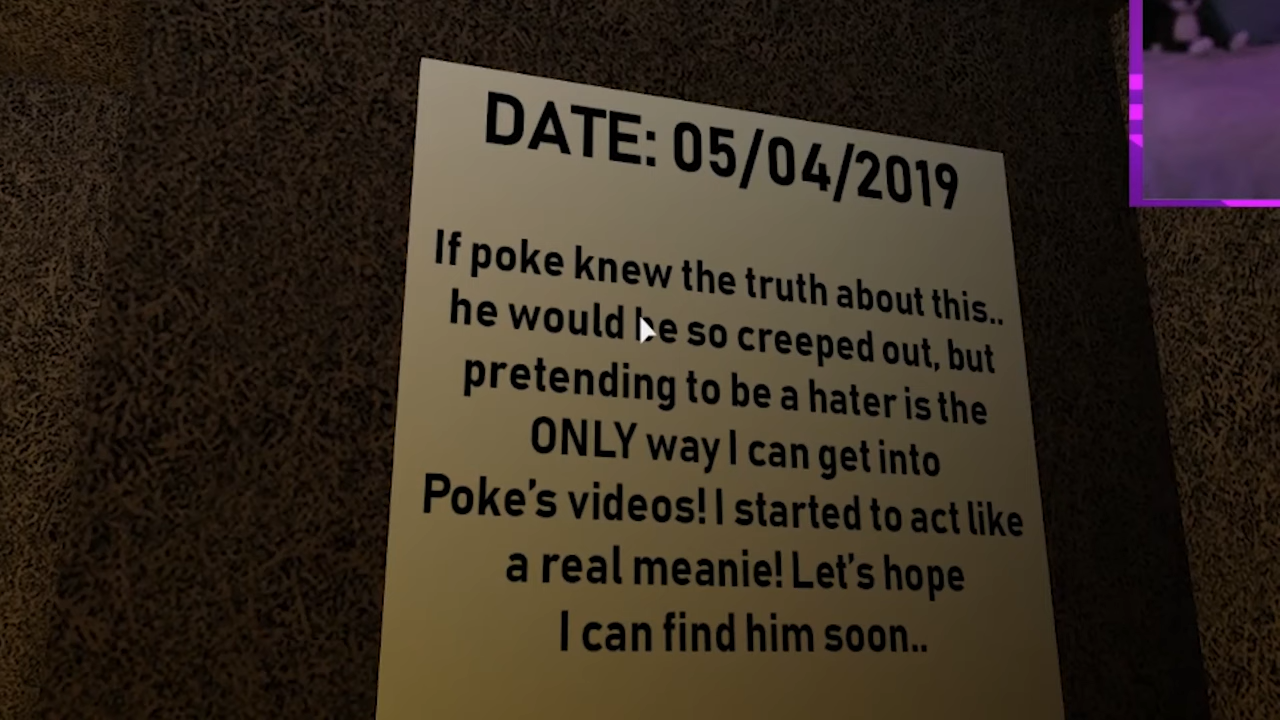 DATE: 05/04/2019
If poke knew the truth about this..
he would be so creeped out, but
pretending to be a hater is the
ONLY way I can get into
Poke's videos! I started to act like
a real meanie! Let's hope
I can find him soon..